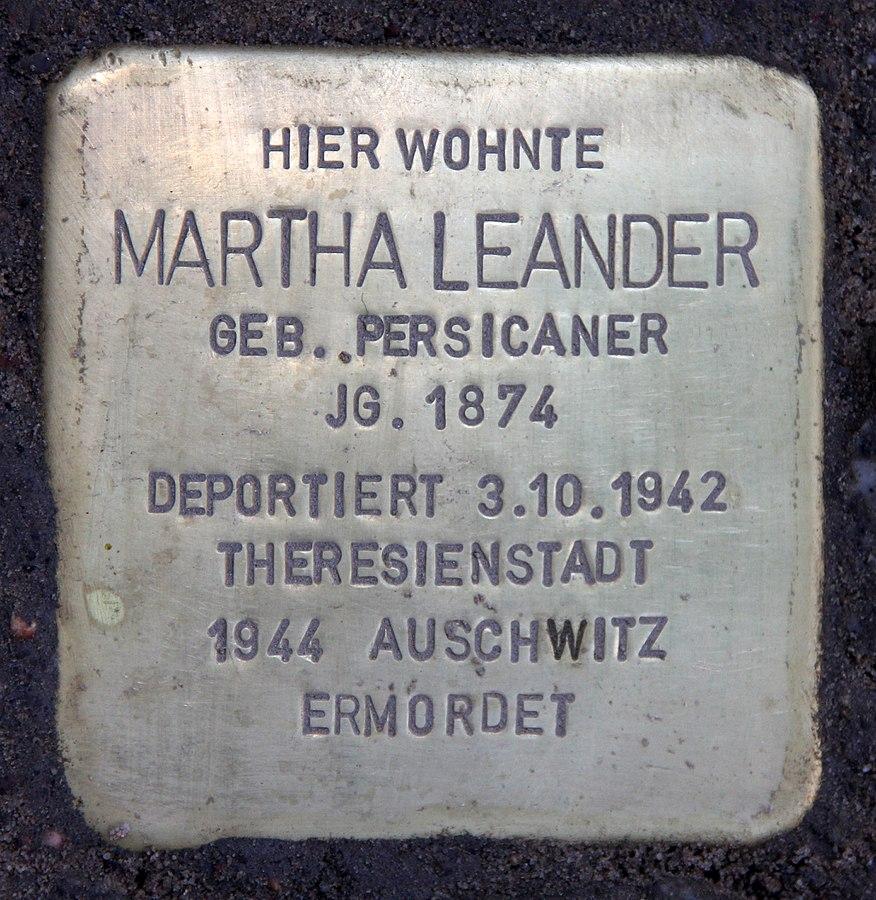 HIER WOHNTE
MARTHA LEANDER
GEB. PERSICANER
JG. 1874
DEPORTIERT 3.10.1942
THERESIENSTADT
1944 AUSCHWITZ
ERMORDET